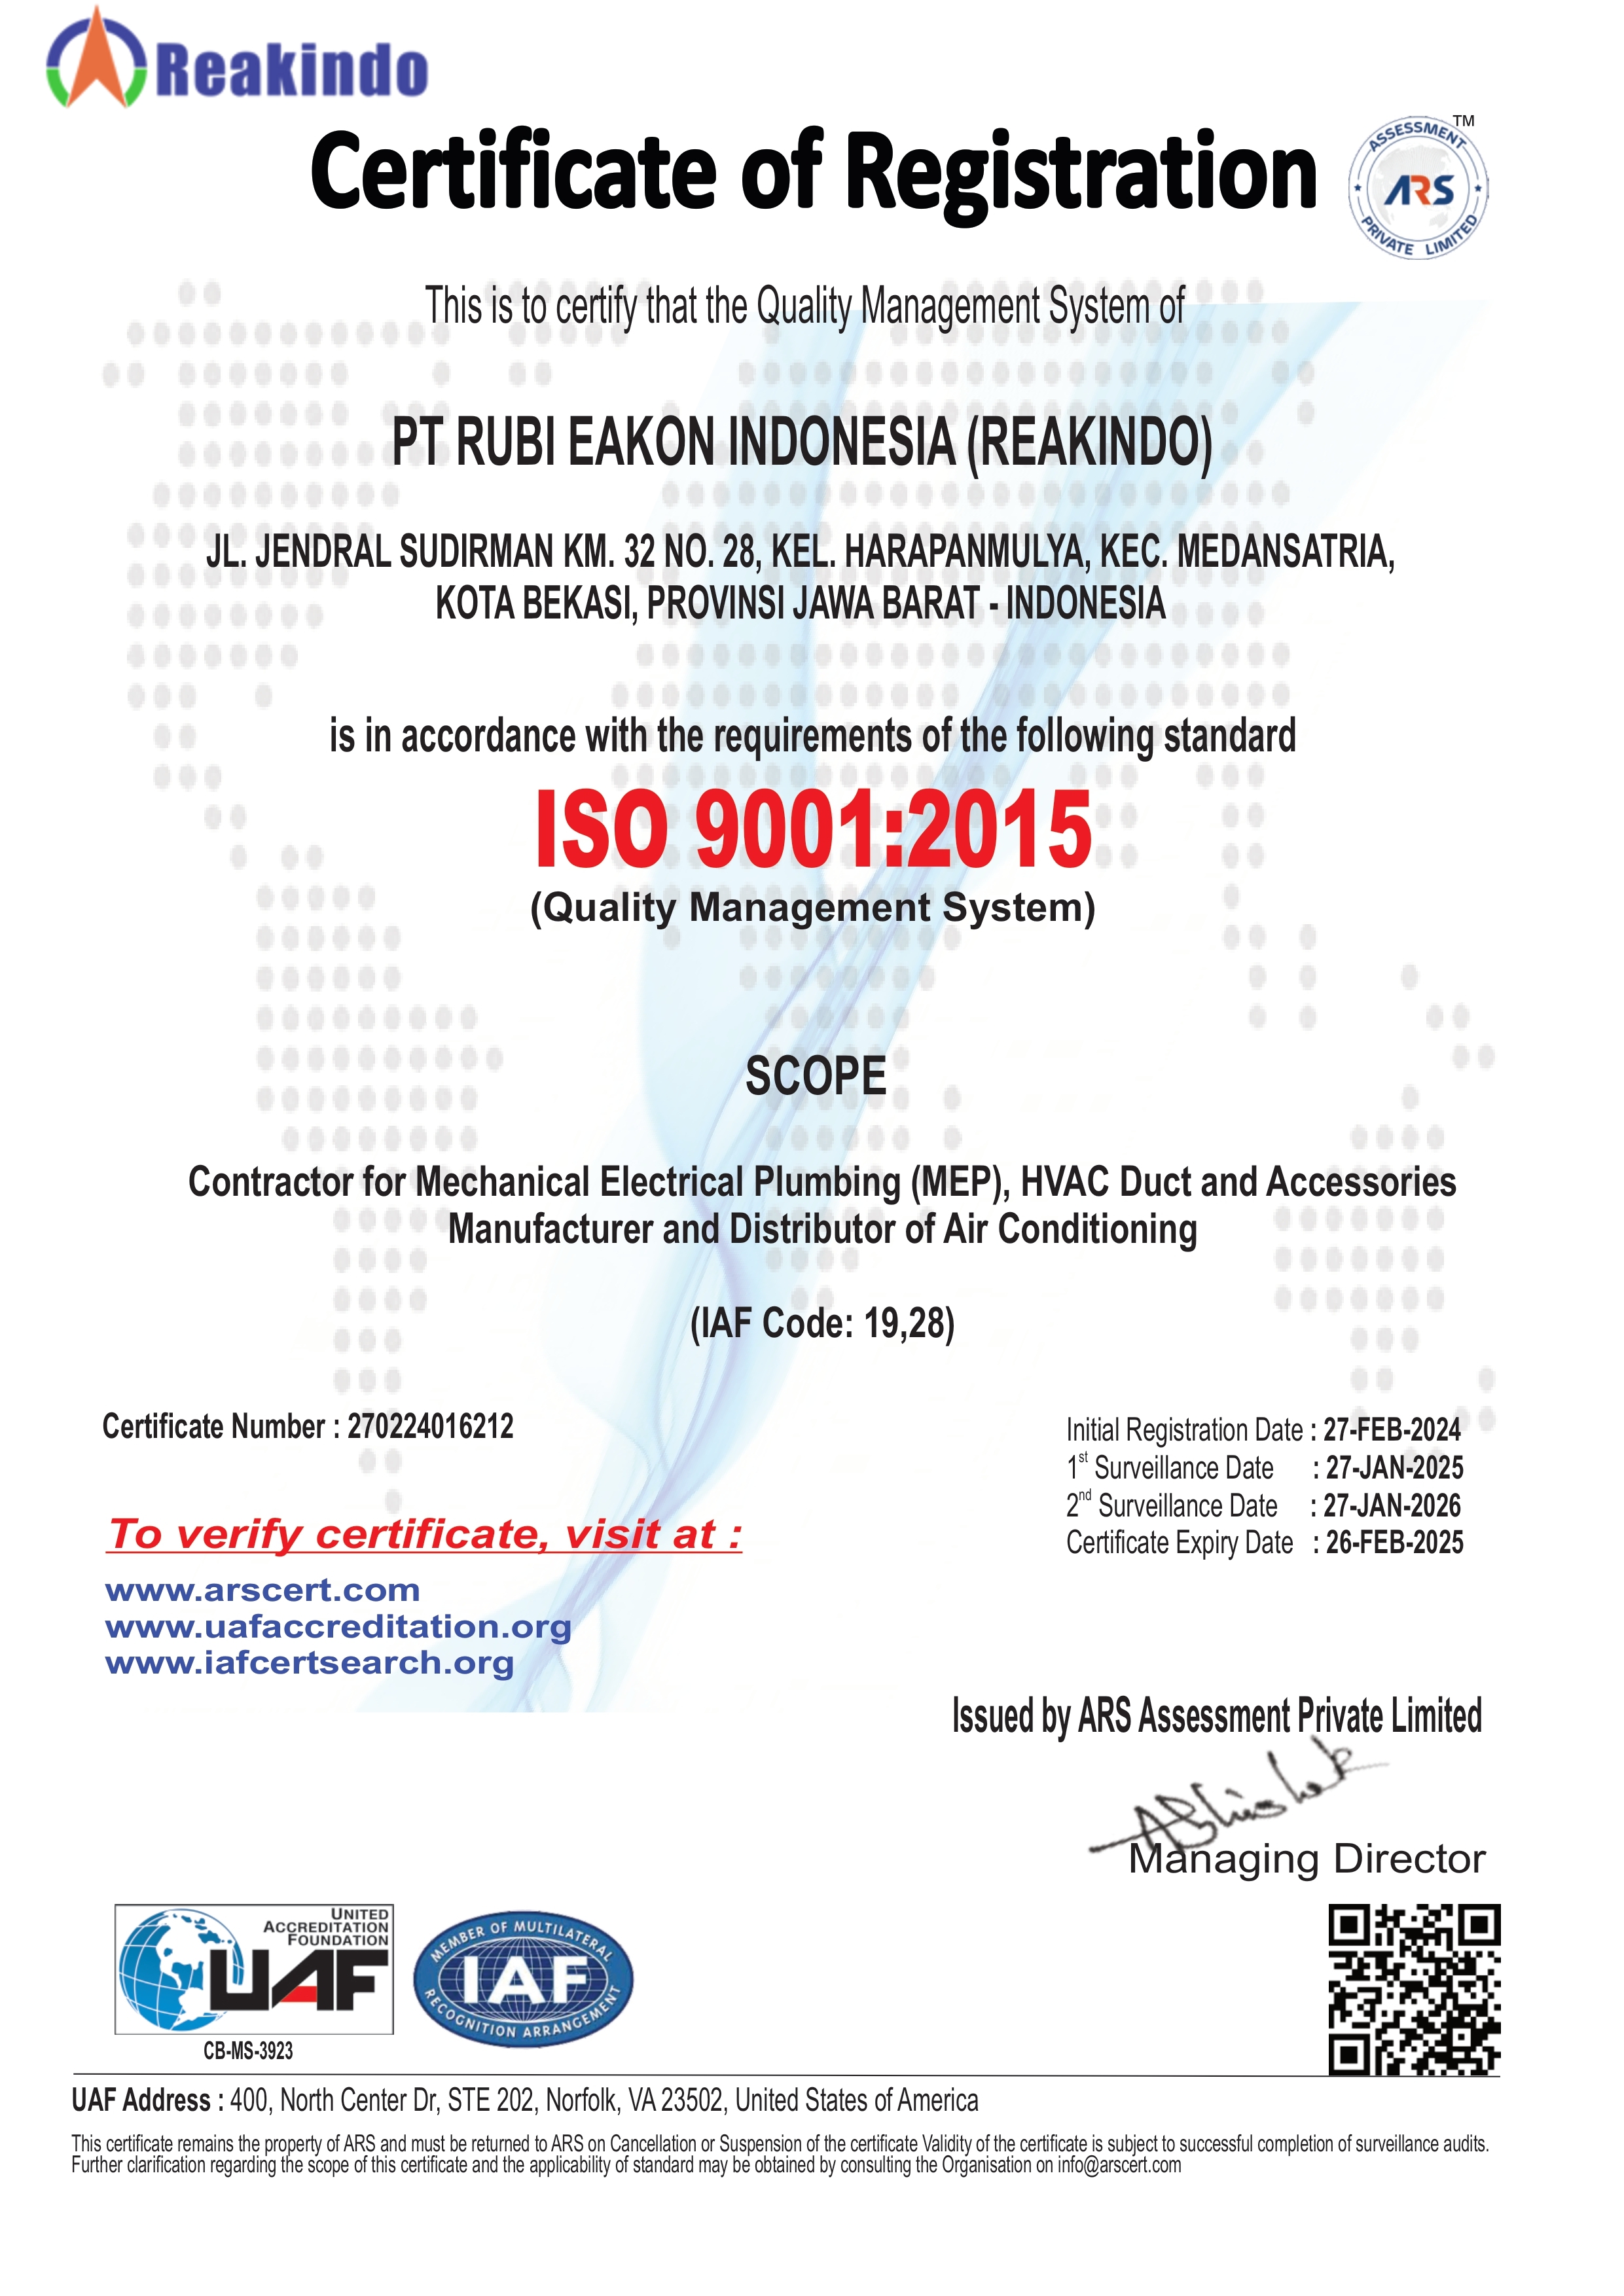 Reakindo
Certificate of Registration
TM
ASSESSMENT
ARS
PRIVATE LIMITED
This is to certify that the Quality Management System of
PT RUBI EAKON INDONESIA (REAKINDO)
JL. JENDRAL SUDIRMAN KM. 32 NO. 28, KEL. HARAPANMULYA, KEC. MEDANSATRIA,
KOTA BEKASI, PROVINSI JAWA BARAT - INDONESIA
is in accordance with the requirements of the following standard
ISO 9001:2015
(Quality Management System)
SCOPE
Contractor for Mechanical Electrical Plumbing (MEP), HVAC Duct and Accessories
Manufacturer and Distributor of Air Conditioning
(IAF Code: 19,28)
Certificate Number : 270224016212
Initial Registration Date : 27-FEB-2024
1st Surveillance Date : 27-JAN-2025
2nd Surveillance Date : 27-JAN-2026
Certificate Expiry Date : 26-FEB-2025
To verify certificate, visit at :
www.arscert.com
www.uafaccreditation.org
www.iafcertsearch.org
Issued by ARS Assessment Private Limited
Abhishek
Managing Director
UNITED
ACCREDITATION
FOUNDATION
UAF
CB-MS-3923
MEMBER OF MULTILATERAL
IAF
RECOGNITION ARRANGEMENT
UAF Address : 400, North Center Dr, STE 202, Norfolk, VA 23502, United States of America
This certificate remains the property of ARS and must be returned to ARS on Cancellation or Suspension of the certificate Validity of the certificate is subject to successful completion of surveillance audits.
Further clarification regarding the scope of this certificate and the applicability of standard may be obtained by consulting the Organisation on info@arscert.com